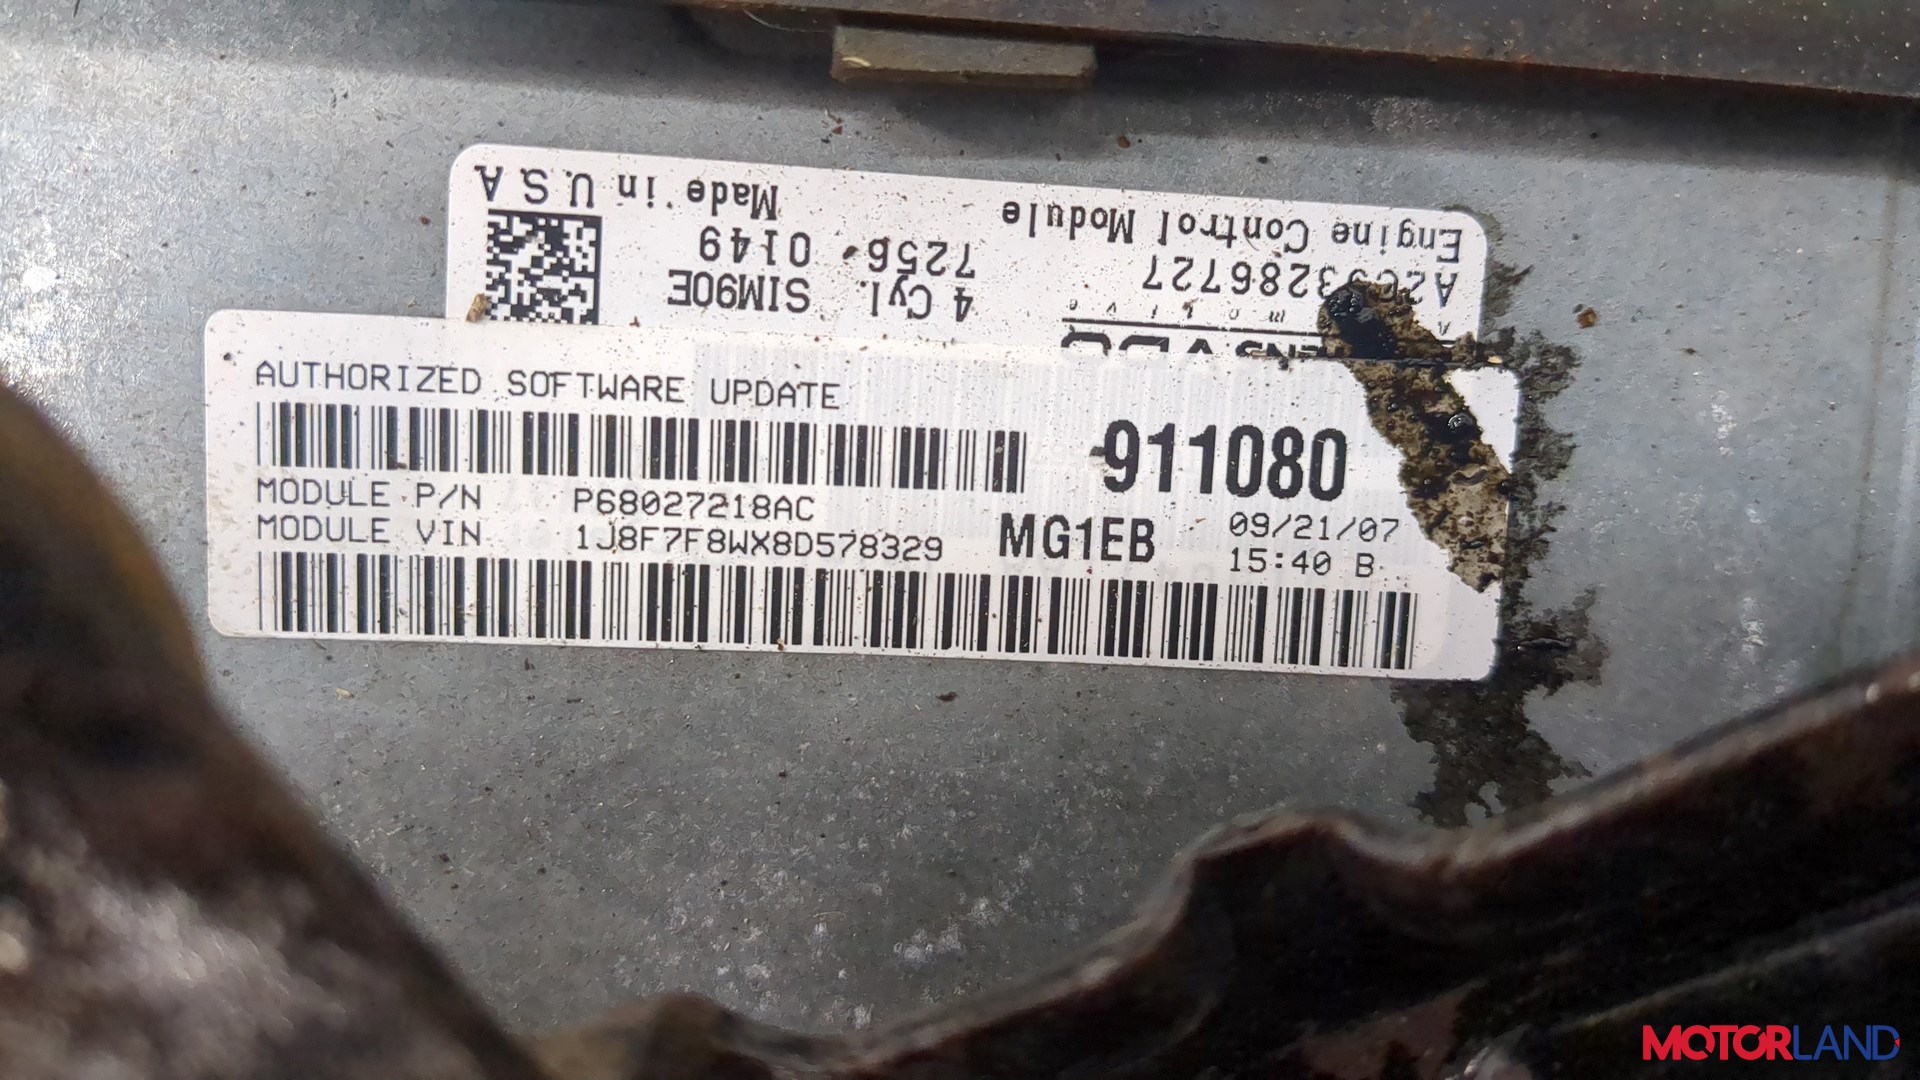 Made in U.S.A
Engine Control Module
7256. 0149
4 Cyl. SIM90E
AUTHORIZED SOFTWARE UPDATE
911080
MODULE P/N P68027218AC
MODULE VIN 1J8F7F8WX8D578329
MG1EB
09/21/07
15:40 B
MOTORLAND